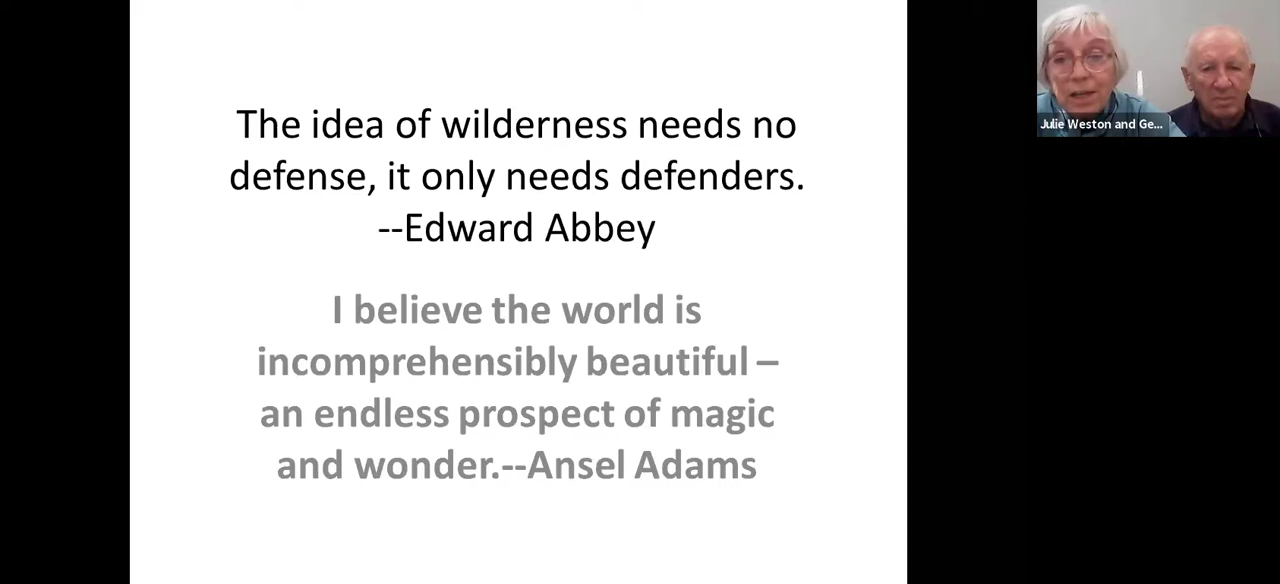 The idea of wilderness needs no
defense, it only needs defenders.
--Edward Abbey
I believe the world is
incomprehensibly beautiful –
an endless prospect of magic
and wonder.--Ansel Adams
Julie Weston and Ge...